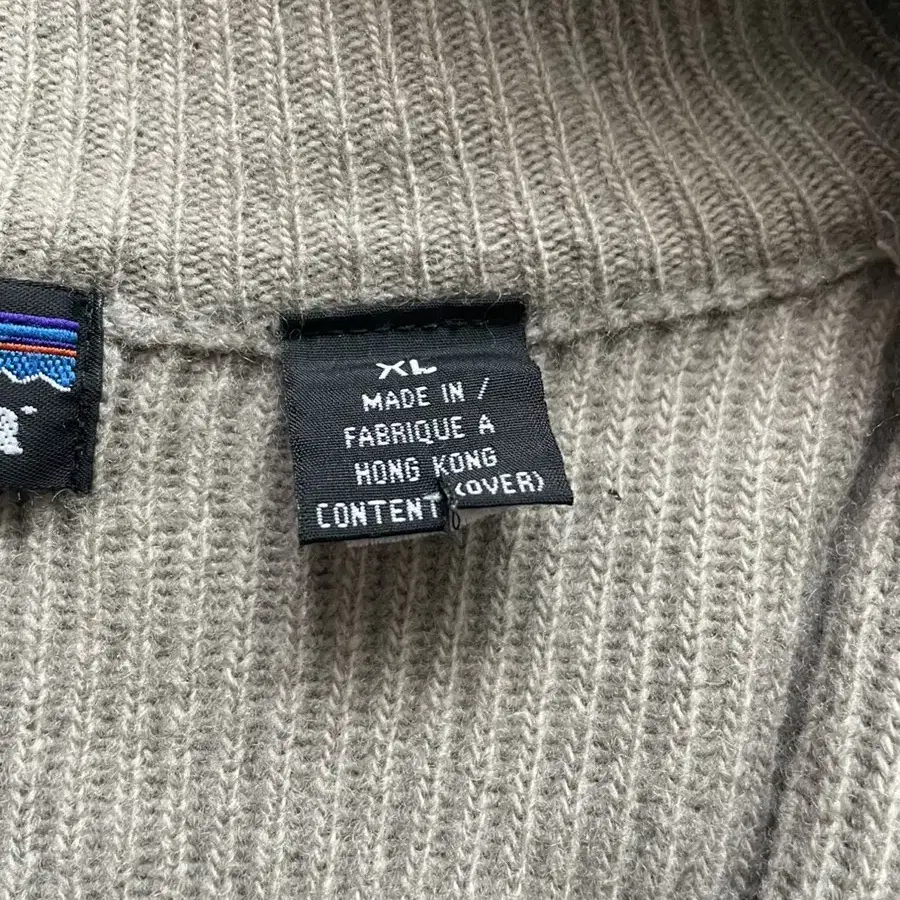 a
XL
MADE IN /
FABRIQUE A
HONG KONG
CONTENT (OVER)